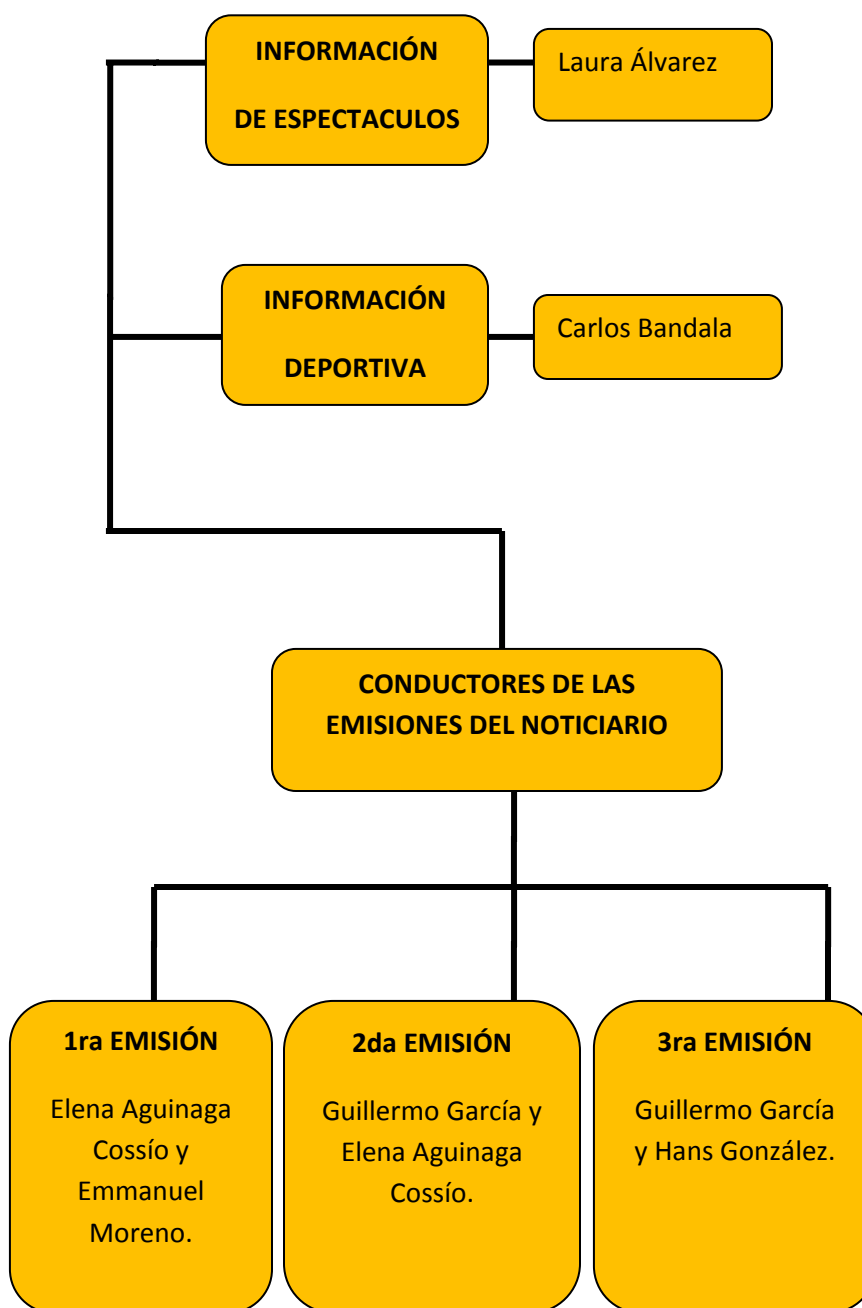 INFORMACIÓN
DE ESPECTACULOS
Laura Álvarez
INFORMACIÓN
DEPORTIVA
Carlos Bandala
CONDUCTORES DE LAS
EMISIONES DEL NOTICIARIO
1ra EMISIÓN
Elena Aguinaga
Cossío y
Emmanuel
Moreno.
2da EMISIÓN
Guillermo García y
Elena Aguinaga
Cossío.
3ra EMISIÓN
Guillermo García
y Hans González.